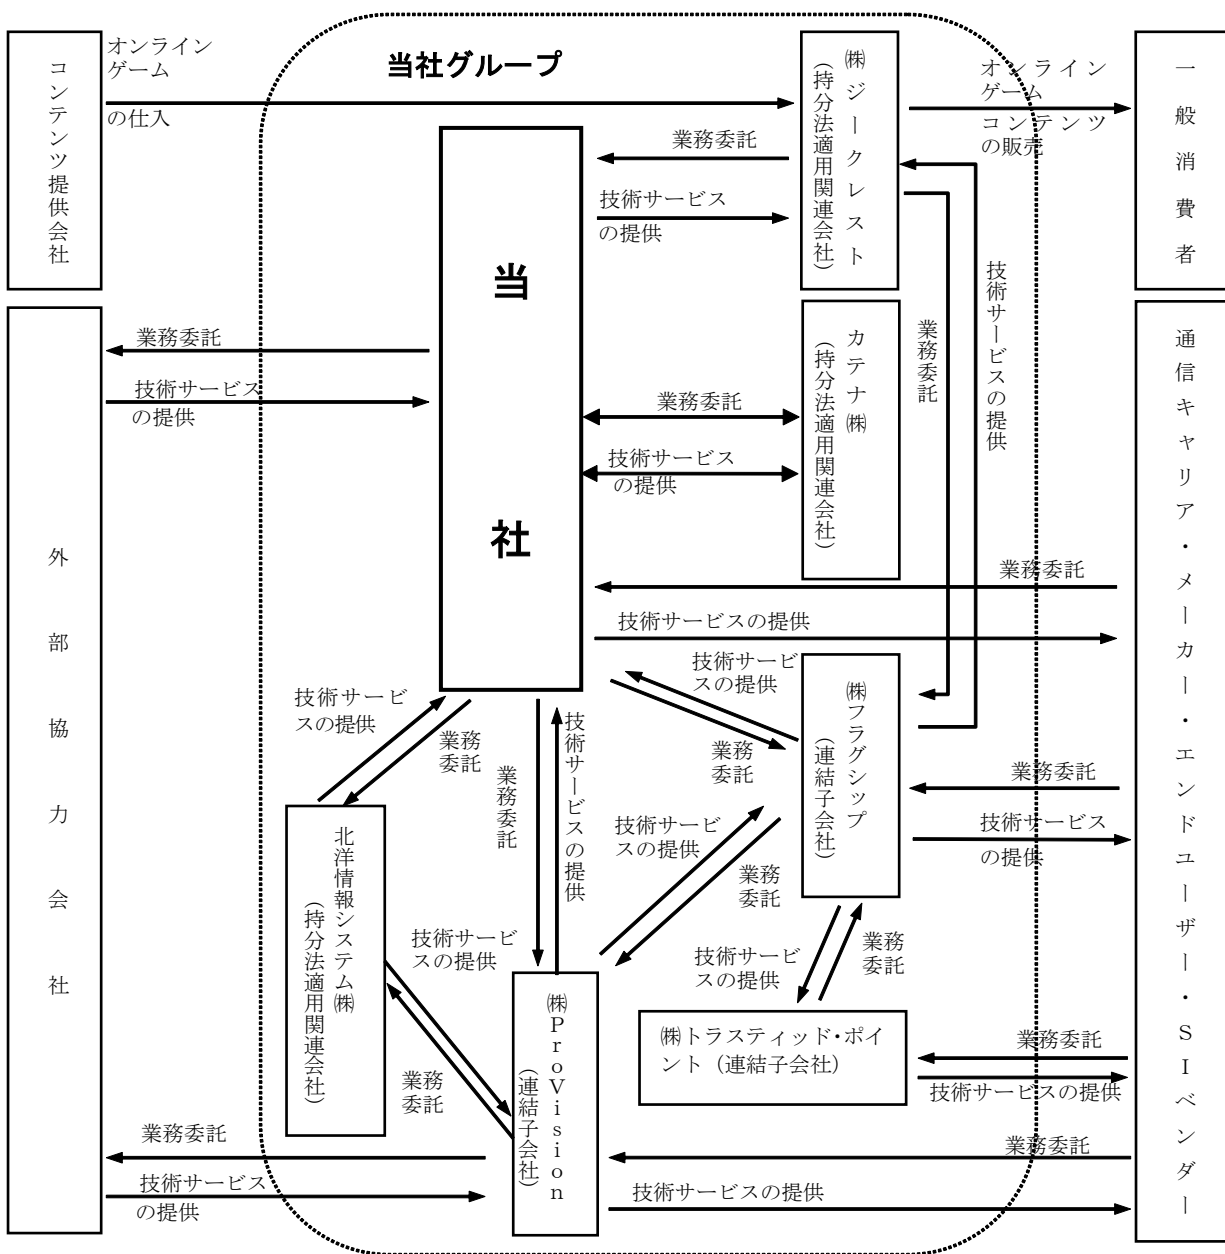 当社グループ
コンテンツ提供会社
オンライン
ゲーム
の仕入
㈱ジークレスト
(持分法適用関連会社)
オンライン
ゲーム
コンテンツ
の販売
一般消費者
業務委託
技術サービス
の提供
当社
業務委託
技術サービスの提供
外部協力会社
業務委託
技術サービス
の提供
カテナ㈱
(持分法適用関連会社)
業務委託
技術サービス
の提供
通信キャリア・メーカー・エンドユーザー・SIベンダー
業務委託
技術サービスの提供
㈱フラグシップ
(連結子会社)
技術サービ
スの提供
業務
委託
技術サービ
スの提供
業務
委託
業務委託
技術サービスの提供
業務委託
技術サービス
の提供
技術サービ
スの提供
業務
委託
北洋情報システム㈱
(持分法適用関連会社)
技術サービ
スの提供
業務
委託
㈱ProVision
(連結子会社)
技術サービ
スの提供
業務
委託
㈱トラスティッド・ポイ
ント(連結子会社)
業務委託
技術サービスの提供
業務委託
技術サービス
の提供
業務委託
技術サービスの提供